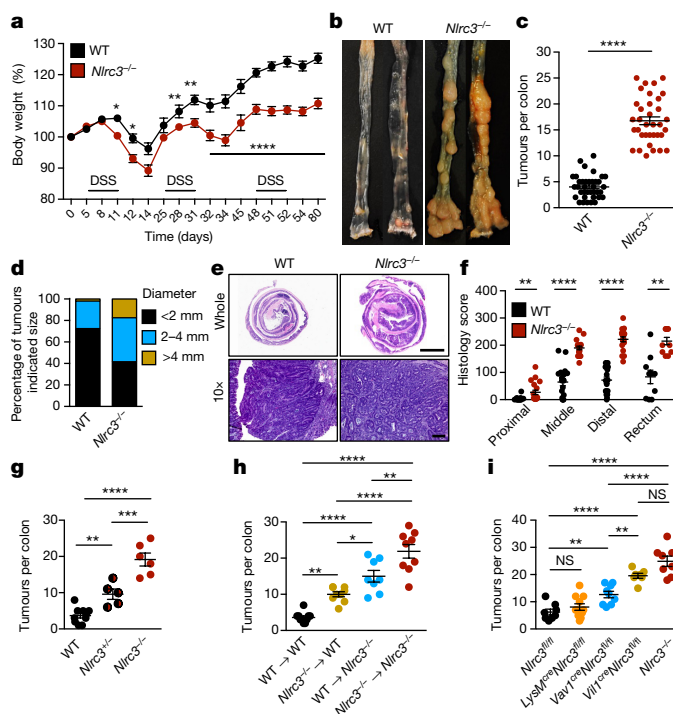 a
WT
Nlrc3–/–
Body weight (%)
130
120
110
100
90
80
*
*
**
**
****
DSS
DSS
DSS
0 5 8 11 12 14 25 28 31 32 34 45 48 51 52 54 80
Time (days)
b
WT
Nlrc3–/–
c
****
Tumours per colon
30
25
20
15
10
5
0
WT
Nlrc3–/–
d
Percentage of tumours
indicated size
100
80
60
40
20
0
Diameter
<2 mm
2–4 mm
>4 mm
WT
Nlrc3–/–
e
WT
Nlrc3–/–
Whole
10×
f
WT
Nlrc3–/–
** **** **** **
Histology score
400
300
200
100
0
Proximal
Middle
Distal
Rectum
g
****
***
**
Tumours per colon
30
20
10
0
WT
Nlrc3+/–
Nlrc3–/–
h
****
**
****
****
*
**
Tumours per colon
40
30
20
10
0
WT → WT
Nlrc3–/– → WT
WT → Nlrc3–/–
Nlrc3–/– → Nlrc3–/–
i
****
****
NS
****
**
**
NS
Tumours per colon
40
30
20
10
0
Nlrc3fl/fl
LysMcreNlrc3fl/fl
Vav1creNlrc3fl/fl
Vil1creNlrc3fl/fl
Nlrc3–/–